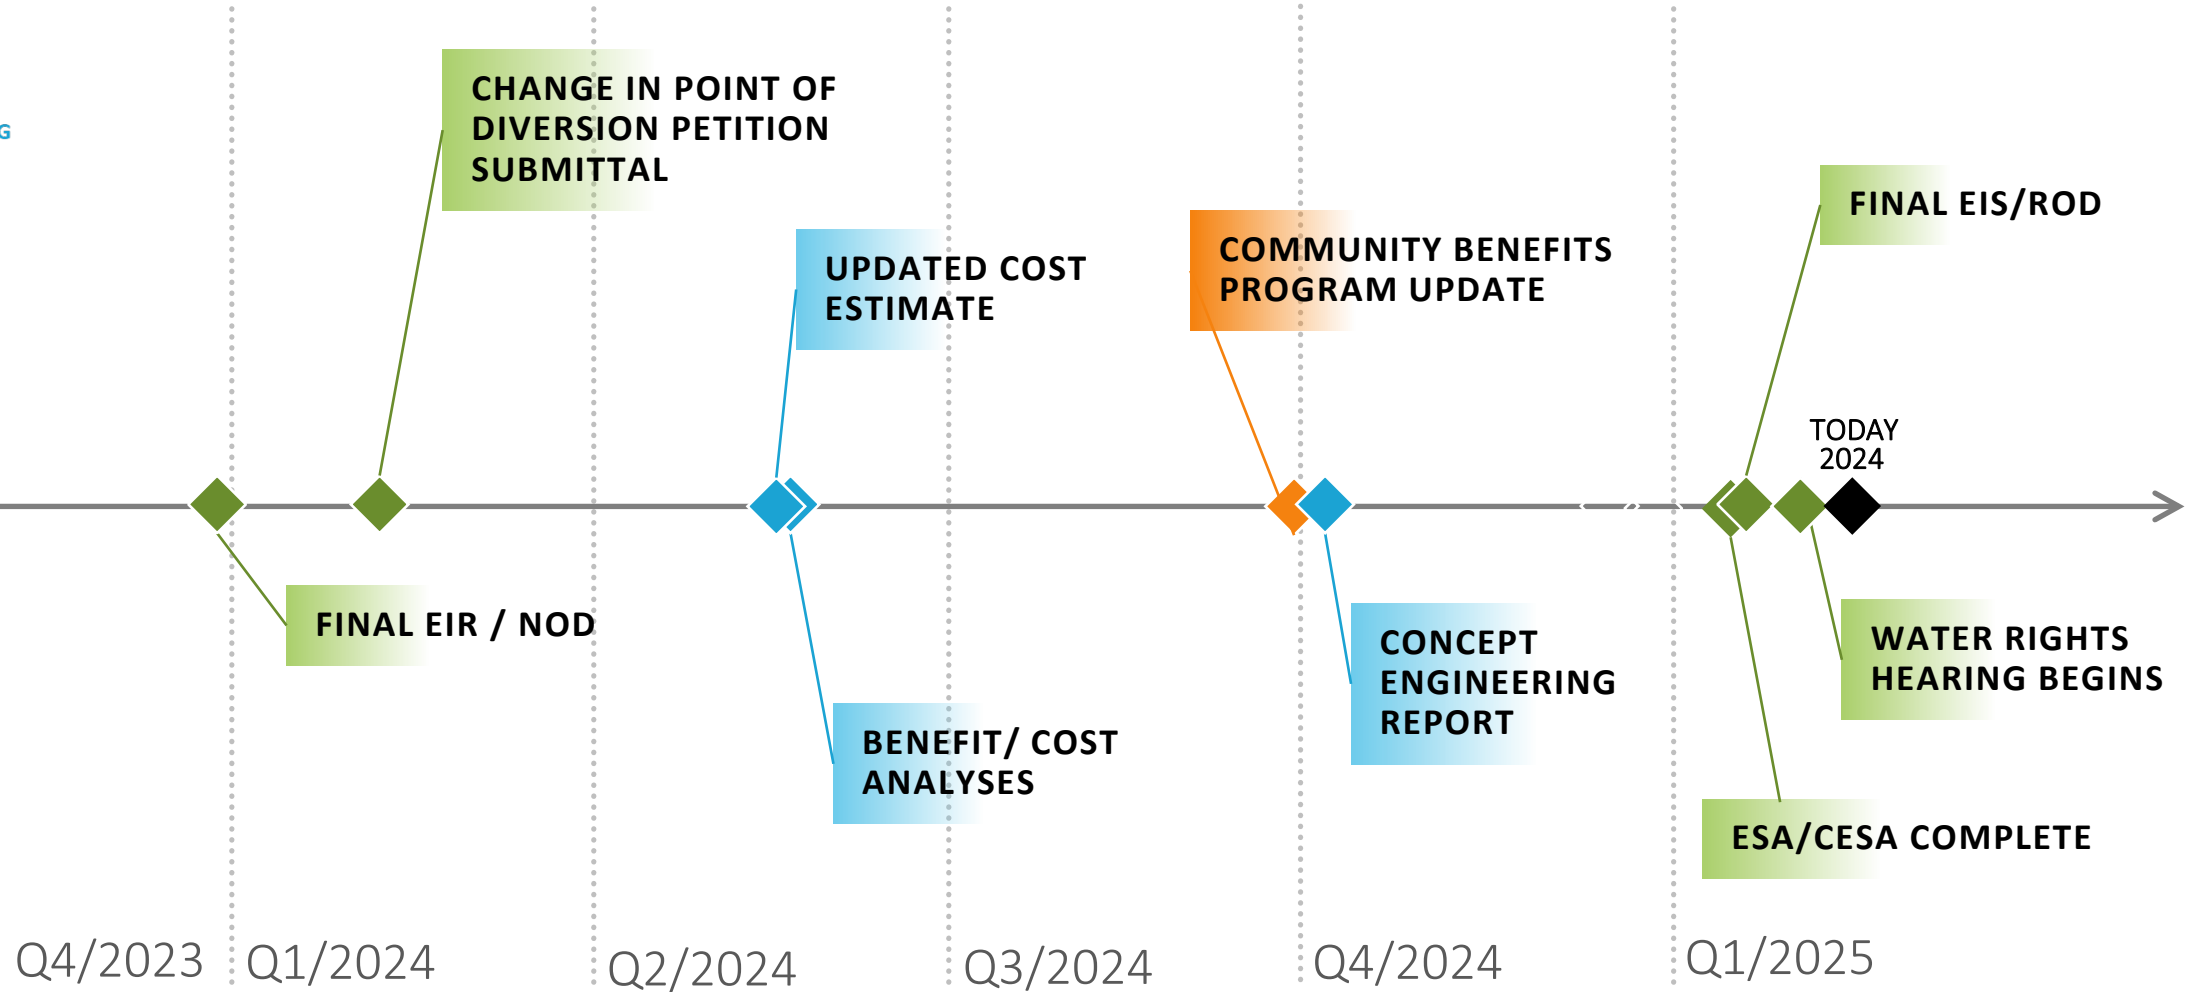 G
CHANGE IN POINT OF
DIVERSION PETITION
SUBMITTAL
UPDATED COST
ESTIMATE
COMMUNITY BENEFITS
PROGRAM UPDATE
FINAL EIS/ROD
TODAY
2024
FINAL EIR / NOD
BENEFIT/ COST
ANALYSES
CONCEPT
ENGINEERING
REPORT
WATER RIGHTS
HEARING BEGINS
ESA/CESA COMPLETE
Q4/2023
Q1/2024
Q2/2024
Q3/2024
Q4/2024
Q1/2025